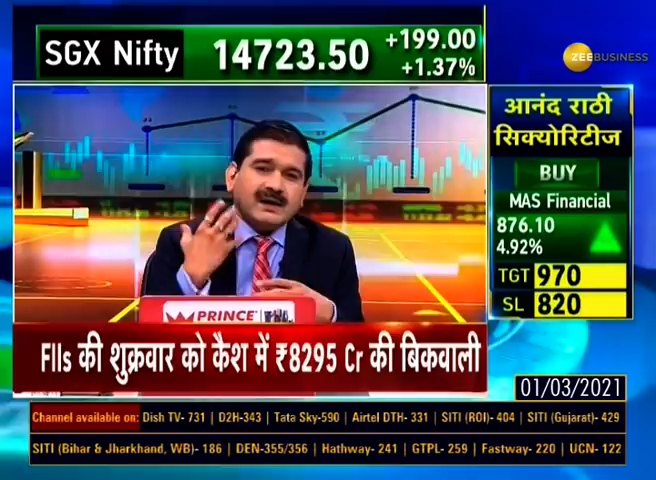 SGX Nifty 14723.50 +199.00
+1.37%
ZEE BUSINESS
आनंद राठी
सिक्योरिटीज
BUY
MAS Financial
876.10
4.92%
TGT 970
SL 820
PRINCE
FIIs की शुक्रवार को कैश में ₹8295 Cr की बिकवाली
01/03/2021
Channel available on: Dish TV- 731 | D2H-343 | Tata Sky-590 | Airtel DTH- 331 | SITI (ROI)- 404 | SITI (Gujarat)- 429
SITI (Bihar & Jharkhand, WB)- 186 | DEN-355/356 | Hathway- 241 | GTPL- 259 | Fastway- 220 | UCN- 122